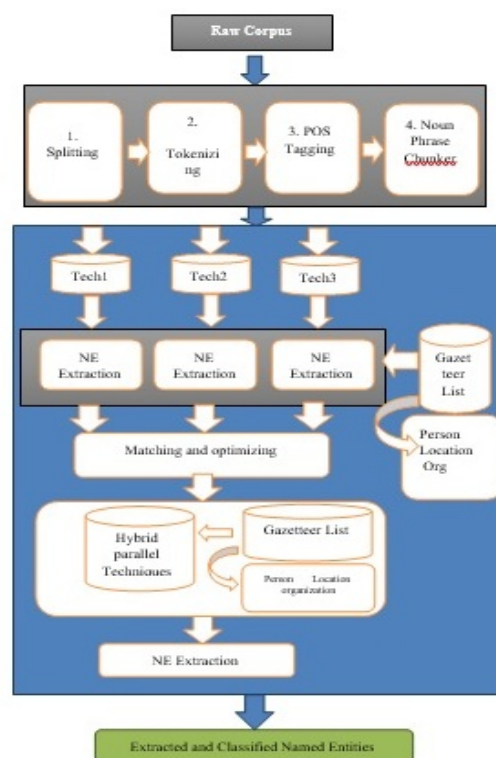 Raw Corpus
1.
Splitting
2.
Tokenizi
ng
3. POS
Tagging
4. Noun
Phrase
Chunker
Tech1
Tech2
Tech3
NE
Extraction
NE
Extraction
NE
Extraction
Gazet
teer
List
Person
Location
Org
Matching and optimizing
Hybrid
parallel
Techniques
Gazetteer List
Person Location
organization
NE Extraction
Extracted and Classified Named Entities